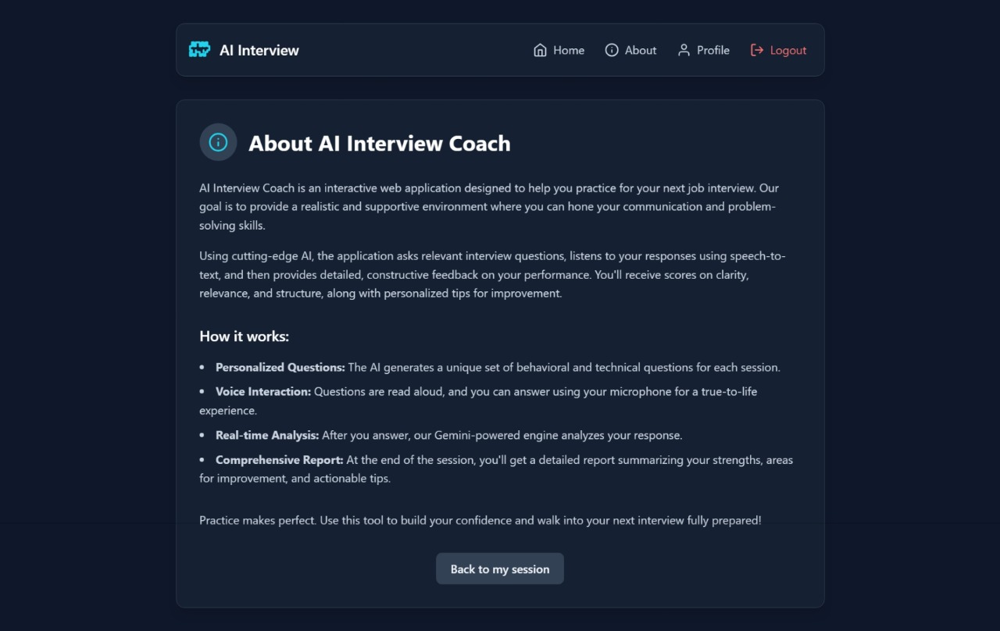 AI Interview
Home
About
Profile
Logout
About AI Interview Coach
AI Interview Coach is an interactive web application designed to help you practice for your next job interview. Our
goal is to provide a realistic and supportive environment where you can hone your communication and problem-
solving skills.
Using cutting-edge AI, the application asks relevant interview questions, listens to your responses using speech-to-
text, and then provides detailed, constructive feedback on your performance. You'll receive scores on clarity,
relevance, and structure, along with personalized tips for improvement.
How it works:
• Personalized Questions: The AI generates a unique set of behavioral and technical questions for each session.
• Voice Interaction: Questions are read aloud, and you can answer using your microphone for a true-to-life
experience.
• Real-time Analysis: After you answer, our Gemini-powered engine analyzes your response.
• Comprehensive Report: At the end of the session, you'll get a detailed report summarizing your strengths, areas
for improvement, and actionable tips.
Practice makes perfect. Use this tool to build your confidence and walk into your next interview fully prepared!
Back to my session